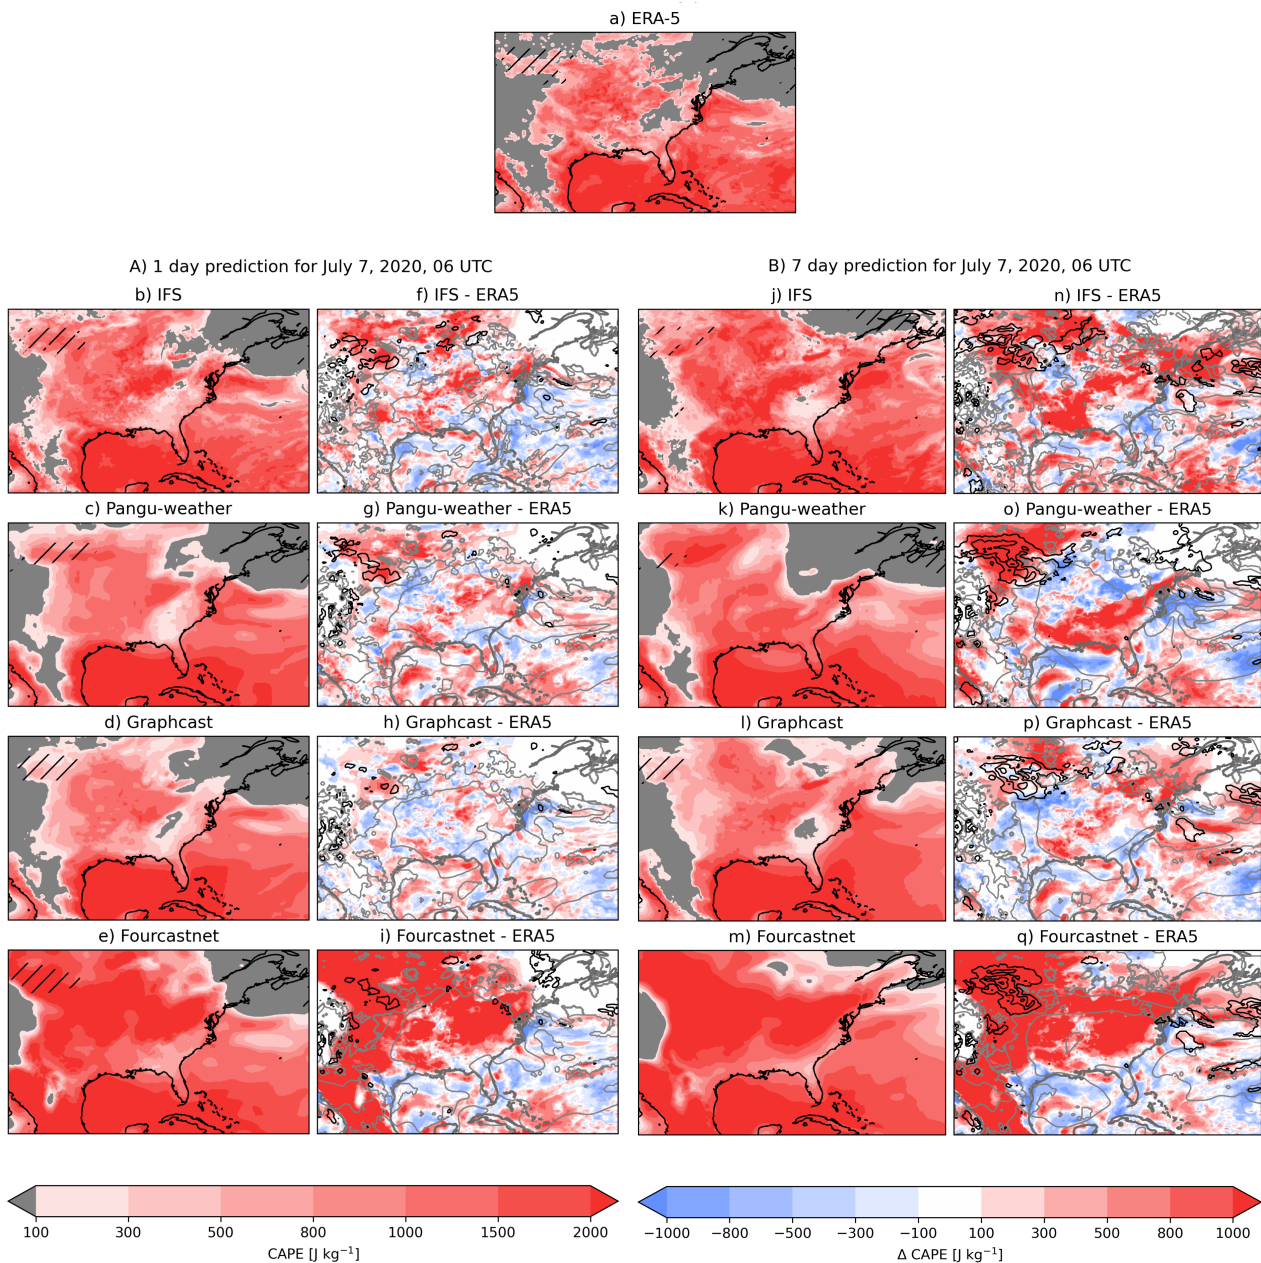 a) ERA-5
A) 1 day prediction for July 7, 2020, 06 UTC
B) 7 day prediction for July 7, 2020, 06 UTC
b) IFS
f) IFS - ERA5
j) IFS
n) IFS - ERA5
c) Pangu-weather
g) Pangu-weather - ERA5
k) Pangu-weather
o) Pangu-weather - ERA5
d) Graphcast
h) Graphcast - ERA5
l) Graphcast
p) Graphcast - ERA5
e) Fourcastnet
i) Fourcastnet - ERA5
m) Fourcastnet
q) Fourcastnet - ERA5
100 300 500 800 1000 1500 2000
CAPE [J kg⁻¹]
−1000 −800 −500 −300 −100 100 300 500 800 1000
Δ CAPE [J kg⁻¹]